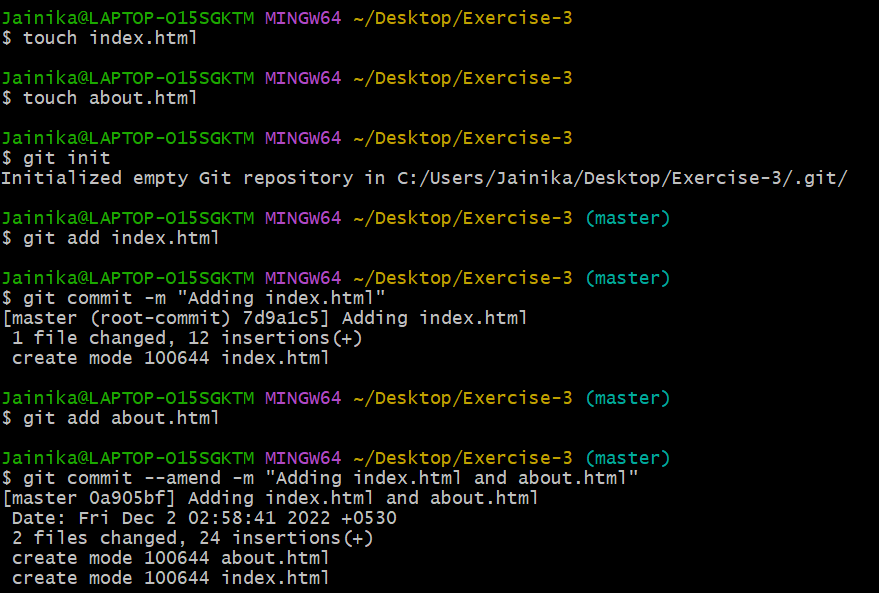 Jainika@LAPTOP-O15SGKTM MINGW64 ~/Desktop/Exercise-3
$ touch index.html

Jainika@LAPTOP-O15SGKTM MINGW64 ~/Desktop/Exercise-3
$ touch about.html

Jainika@LAPTOP-O15SGKTM MINGW64 ~/Desktop/Exercise-3
$ git init
Initialized empty Git repository in C:/Users/Jainika/Desktop/Exercise-3/.git/

Jainika@LAPTOP-O15SGKTM MINGW64 ~/Desktop/Exercise-3 (master)
$ git add index.html

Jainika@LAPTOP-O15SGKTM MINGW64 ~/Desktop/Exercise-3 (master)
$ git commit -m "Adding index.html"
[master (root-commit) 7d9a1c5] Adding index.html
 1 file changed, 12 insertions(+)
 create mode 100644 index.html

Jainika@LAPTOP-O15SGKTM MINGW64 ~/Desktop/Exercise-3 (master)
$ git add about.html

Jainika@LAPTOP-O15SGKTM MINGW64 ~/Desktop/Exercise-3 (master)
$ git commit --amend -m "Adding index.html and about.html"
[master 0a905bf] Adding index.html and about.html
 Date: Fri Dec 2 02:58:41 2022 +0530
 2 files changed, 24 insertions(+)
 create mode 100644 about.html
 create mode 100644 index.html